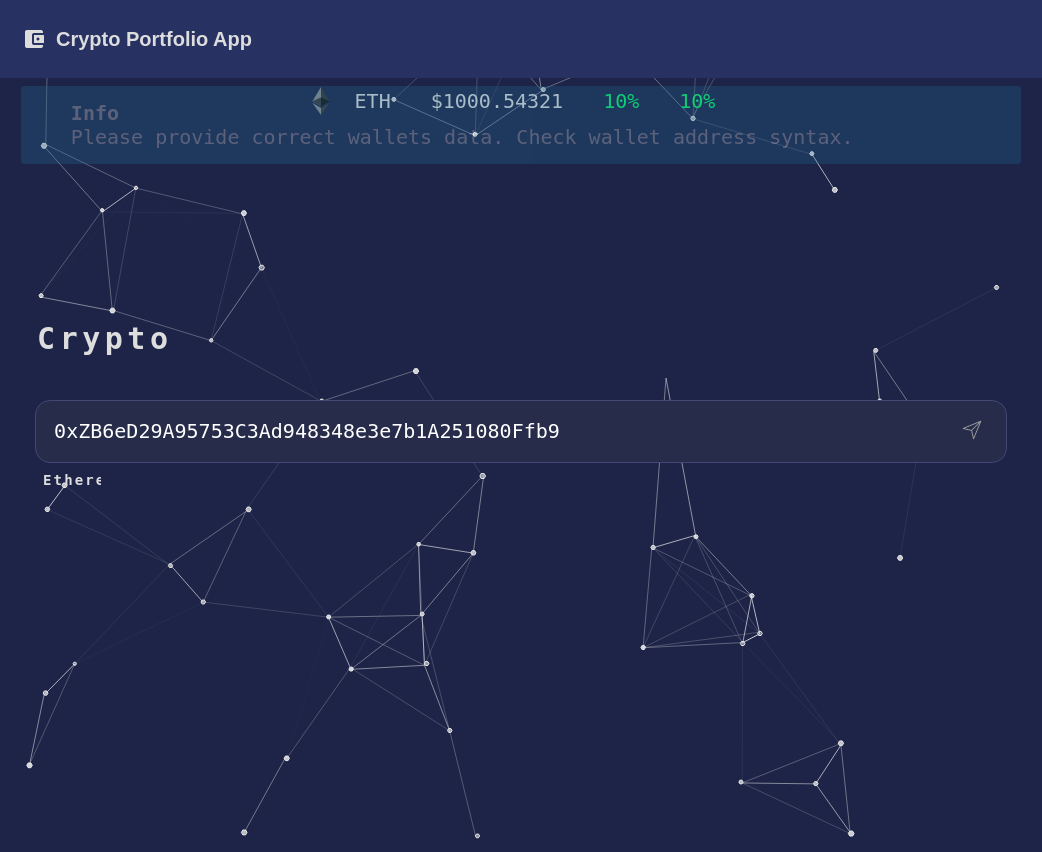 Crypto Portfolio App
ETH $1000.54321 10% 10%
Info
Please provide correct wallets data. Check wallet address syntax.
Crypto
0xZB6eD29A95753C3Ad948348e3e7b1A251080Ffb9
Ethere